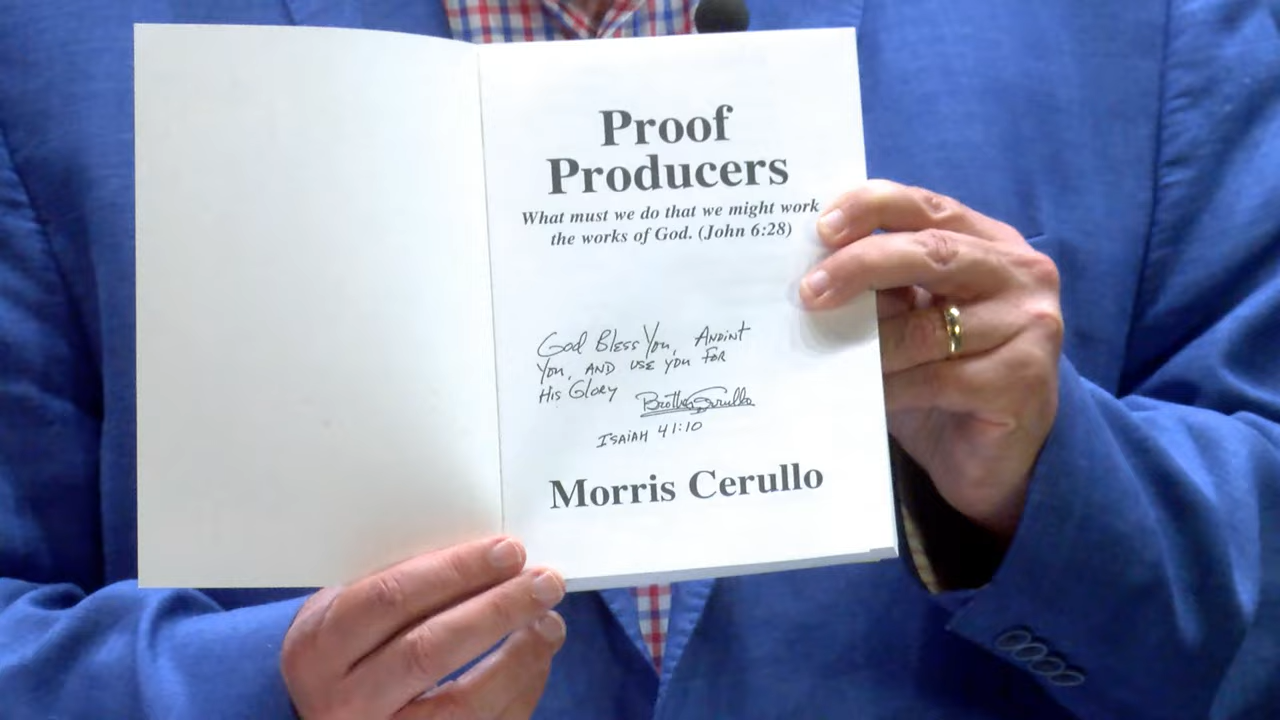 Proof
Producers
What must we do that we might work
the works of God. (John 6:28)
God Bless You, Anoint
You, AND USE YOU FOR
His Glory
Brother Cerullo
ISAIAH 41:10
Morris Cerullo